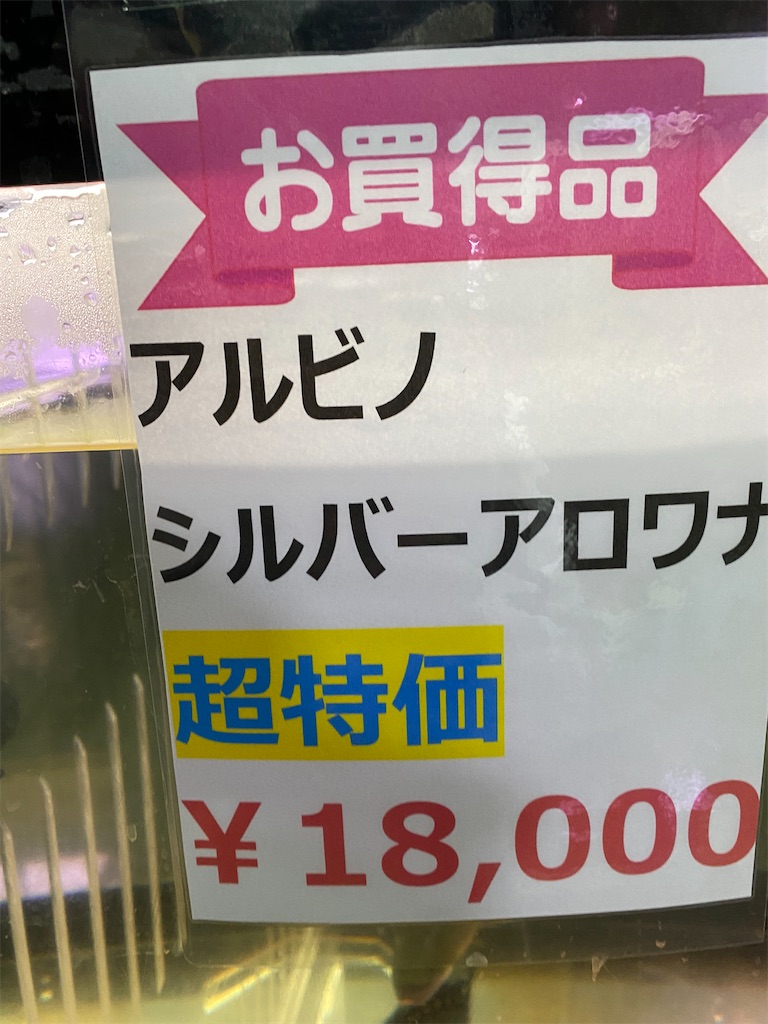 お買得品
アルビノ
シルバーアロワナ
超特価
￥18,000